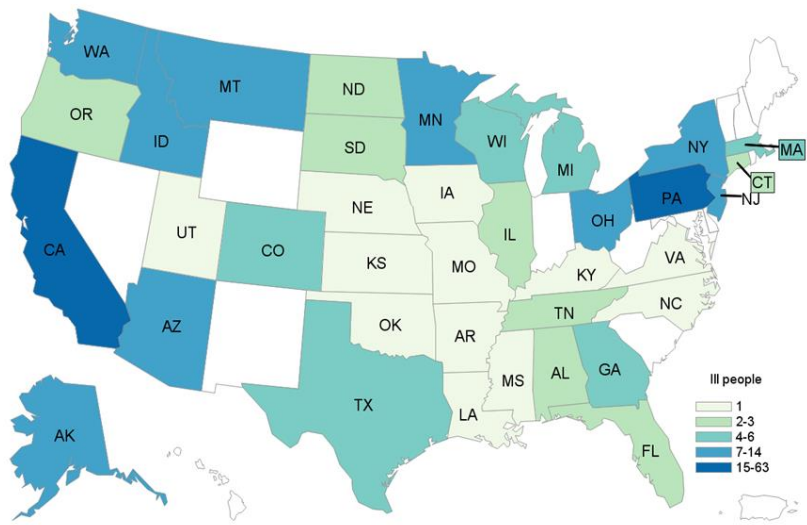 WA
MT
ND
MN
OR
ID
SD
WI
MI
NY
MA
CT
NJ
PA
OH
IA
NE
IL
UT
CO
CA
KS
MO
KY
VA
NC
TN
OK
AR
AZ
MS
AL
GA
TX
LA
FL
AK
Ill people
1
2-3
4-6
7-14
15-63